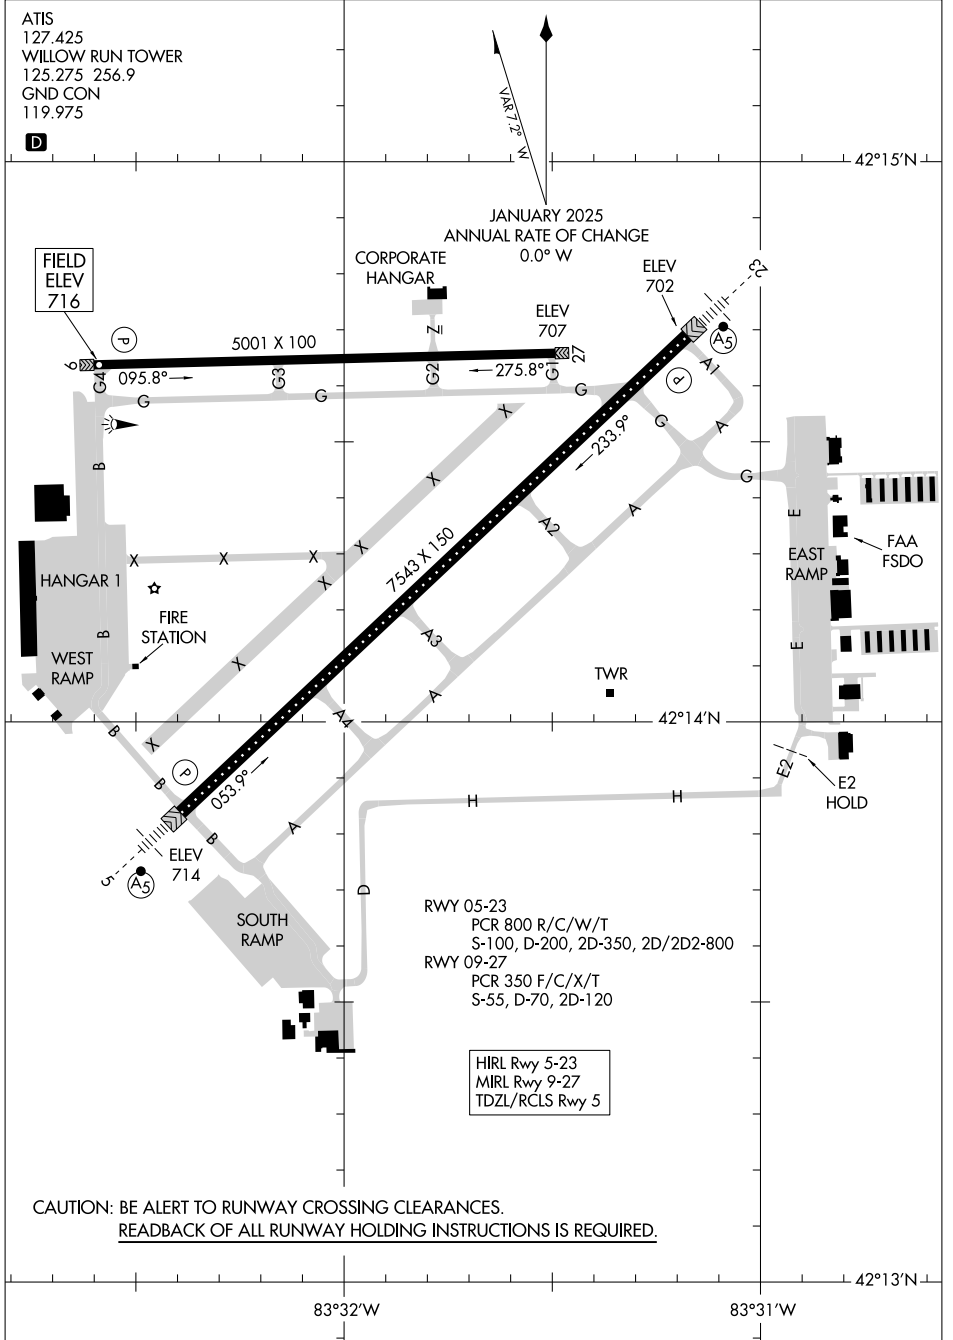 ATIS
127.425
WILLOW RUN TOWER
125.275 256.9
GND CON
119.975
D
VAR 7.2° W
42°15'N
JANUARY 2025
ANNUAL RATE OF CHANGE
0.0° W
CORPORATE
HANGAR
FIELD
ELEV
716
ELEV
702
23
ELEV
707
A5
P
5001 X 100
Z
9
095.8°
G4
G3
G2
275.8°
G1
27
P
A1
G
G
G
G
A
X
233.9°
B
X
G
A
E
A2
7543 X 150
X
X
X
X
HANGAR 1
X
EAST
RAMP
FAA
FSDO
FIRE
STATION
B
A3
WEST
RAMP
X
E
TWR
A
A4
42°14'N
B
X
P
B
053.9°
E2
E2
HOLD
H
H
A
B
ELEV
714
5
A5
D
SOUTH
RAMP
RWY 05-23
PCR 800 R/C/W/T
S-100, D-200, 2D-350, 2D/2D2-800
RWY 09-27
PCR 350 F/C/X/T
S-55, D-70, 2D-120
HIRL Rwy 5-23
MIRL Rwy 9-27
TDZL/RCLS Rwy 5
CAUTION: BE ALERT TO RUNWAY CROSSING CLEARANCES.
READBACK OF ALL RUNWAY HOLDING INSTRUCTIONS IS REQUIRED.
42°13'N
83°32'W
83°31'W